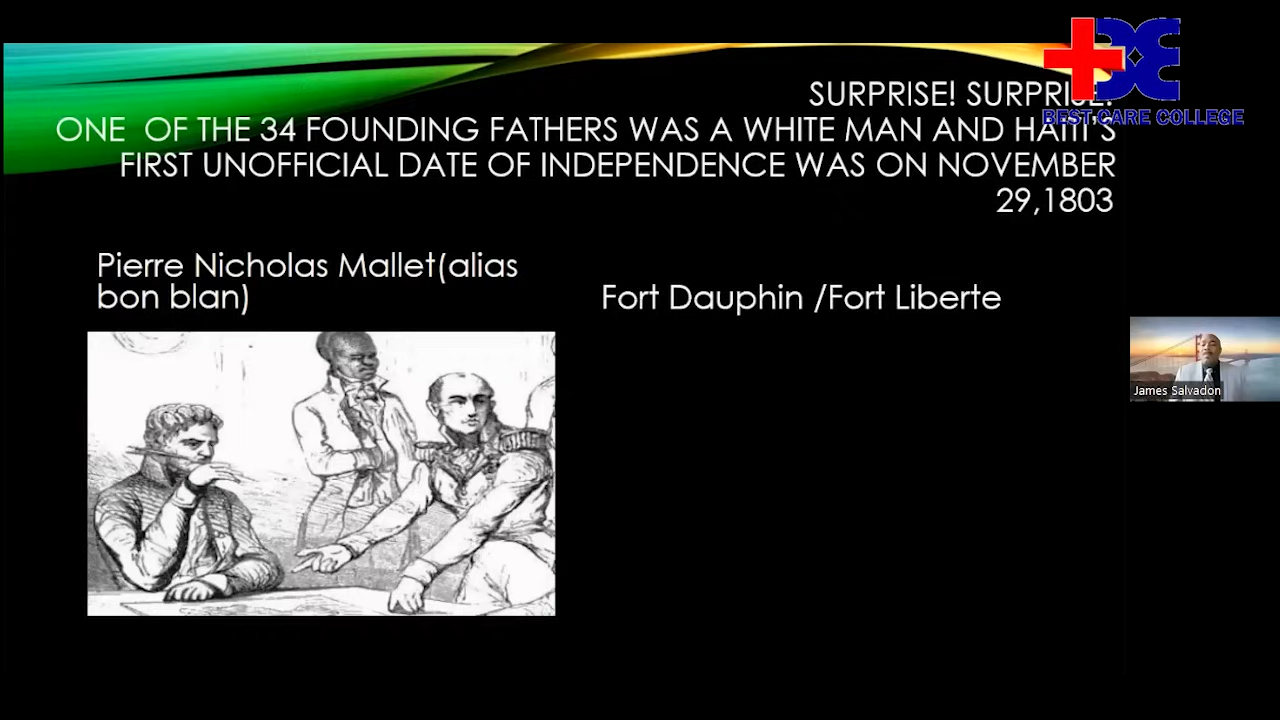 SURPRISE! SURPRISE!
ONE OF THE 34 FOUNDING FATHERS WAS A WHITE MAN AND HAITI'S
FIRST UNOFFICIAL DATE OF INDEPENDENCE WAS ON NOVEMBER
29,1803
BEST CARE COLLEGE
Pierre Nicholas Mallet(alias
bon blan)
Fort Dauphin /Fort Liberte
James Salvadon